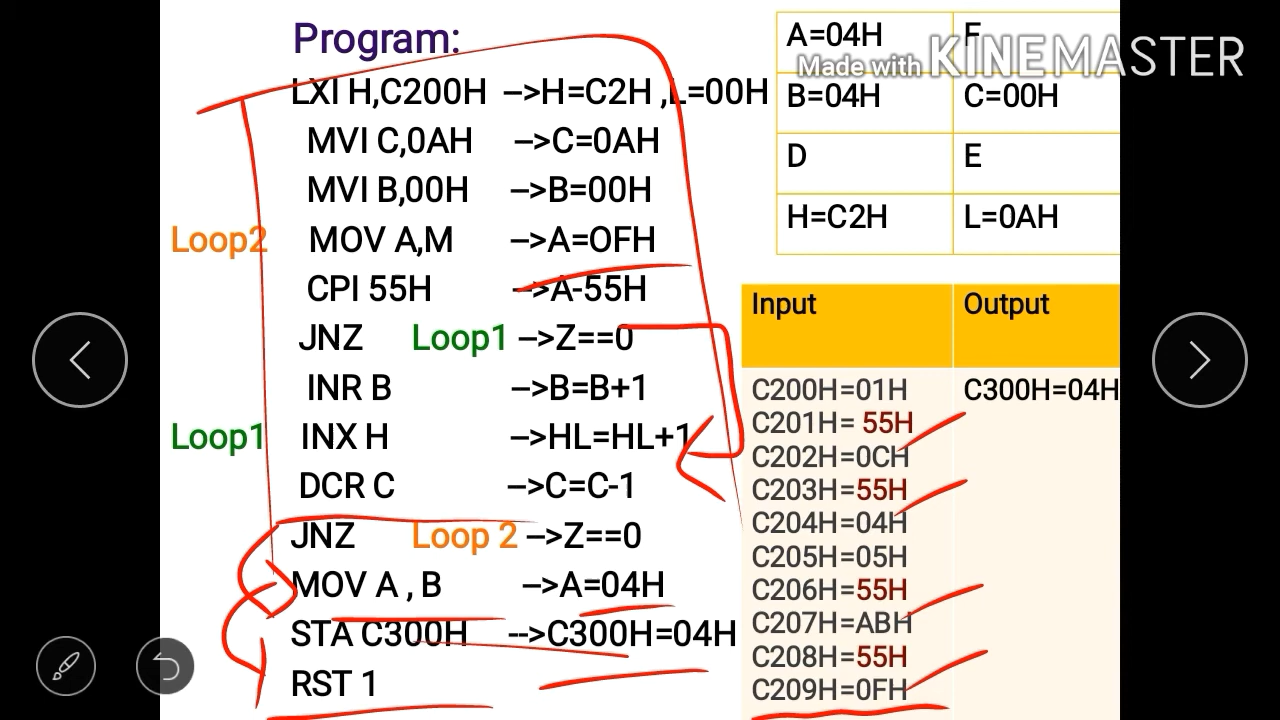 Program:
LXI H,C200H –>H=C2H ,L=00H
MVI C,0AH –>C=0AH
MVI B,00H –>B=00H
Loop2 MOV A,M –>A=OFH
CPI 55H –>A-55H
JNZ Loop1 –>Z==0
INR B –>B=B+1
Loop1 INX H –>HL=HL+1
DCR C –>C=C-1
JNZ Loop 2 –>Z==0
MOV A , B –>A=04H
STA C300H -->C300H=04H
RST 1
A=04H F
Made with KINEMASTER
B=04H C=00H
D E
H=C2H L=0AH
Input Output
C200H=01H C300H=04H
C201H= 55H
C202H=0CH
C203H=55H
C204H=04H
C205H=05H
C206H=55H
C207H=ABH
C208H=55H
C209H=0FH